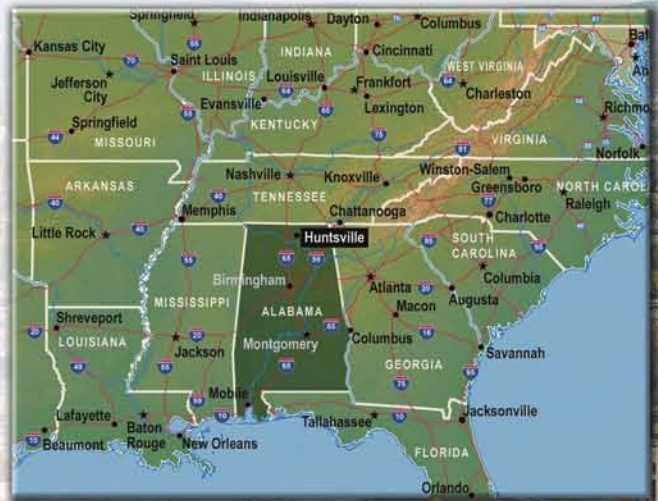 Springfield
Indianapolis
Dayton
Columbus
Kansas City
Saint Louis
INDIANA
Cincinnati
Bal
An
Jefferson
City
ILLINOIS
Louisville
Frankfort
WEST VIRGINIA
Charleston
Richmo
Evansville
Lexington
Springfield
MISSOURI
KENTUCKY
VIRGINIA
Norfolk
Nashville
Knoxville
Winston-Salem
Greensboro
ARKANSAS
TENNESSEE
NORTH CAROL
Raleigh
Memphis
Chattanooga
Charlotte
Little Rock
Huntsville
SOUTH
CAROLINA
Birmingham
Atlanta
Columbia
MISSISSIPPI
ALABAMA
Macon
Augusta
Shreveport
LOUISIANA
Jackson
Montgomery
Columbus
GEORGIA
Savannah
Mobile
Lafayette
Baton
Rouge
Tallahassee
Jacksonville
Beaumont
New Orleans
FLORIDA
Orlando